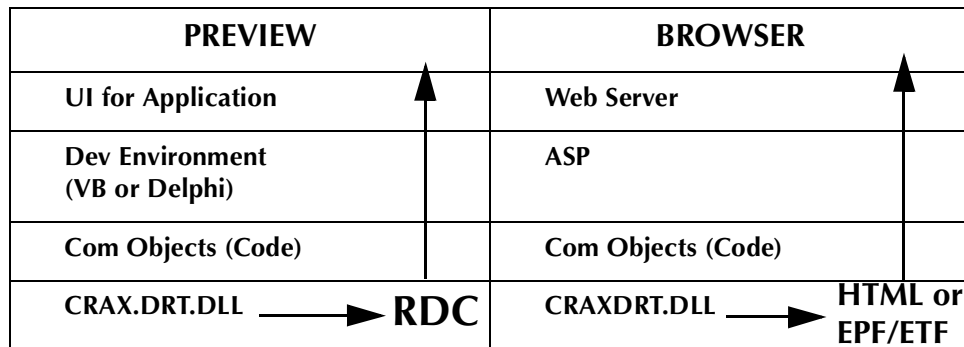 PREVIEW BROWSER
UI for Application Web Server
Dev Environment ASP
(VB or Delphi)
Com Objects (Code) Com Objects (Code)
CRAX.DRT.DLL RDC CRAXDRT.DLL HTML or
EPF/ETF